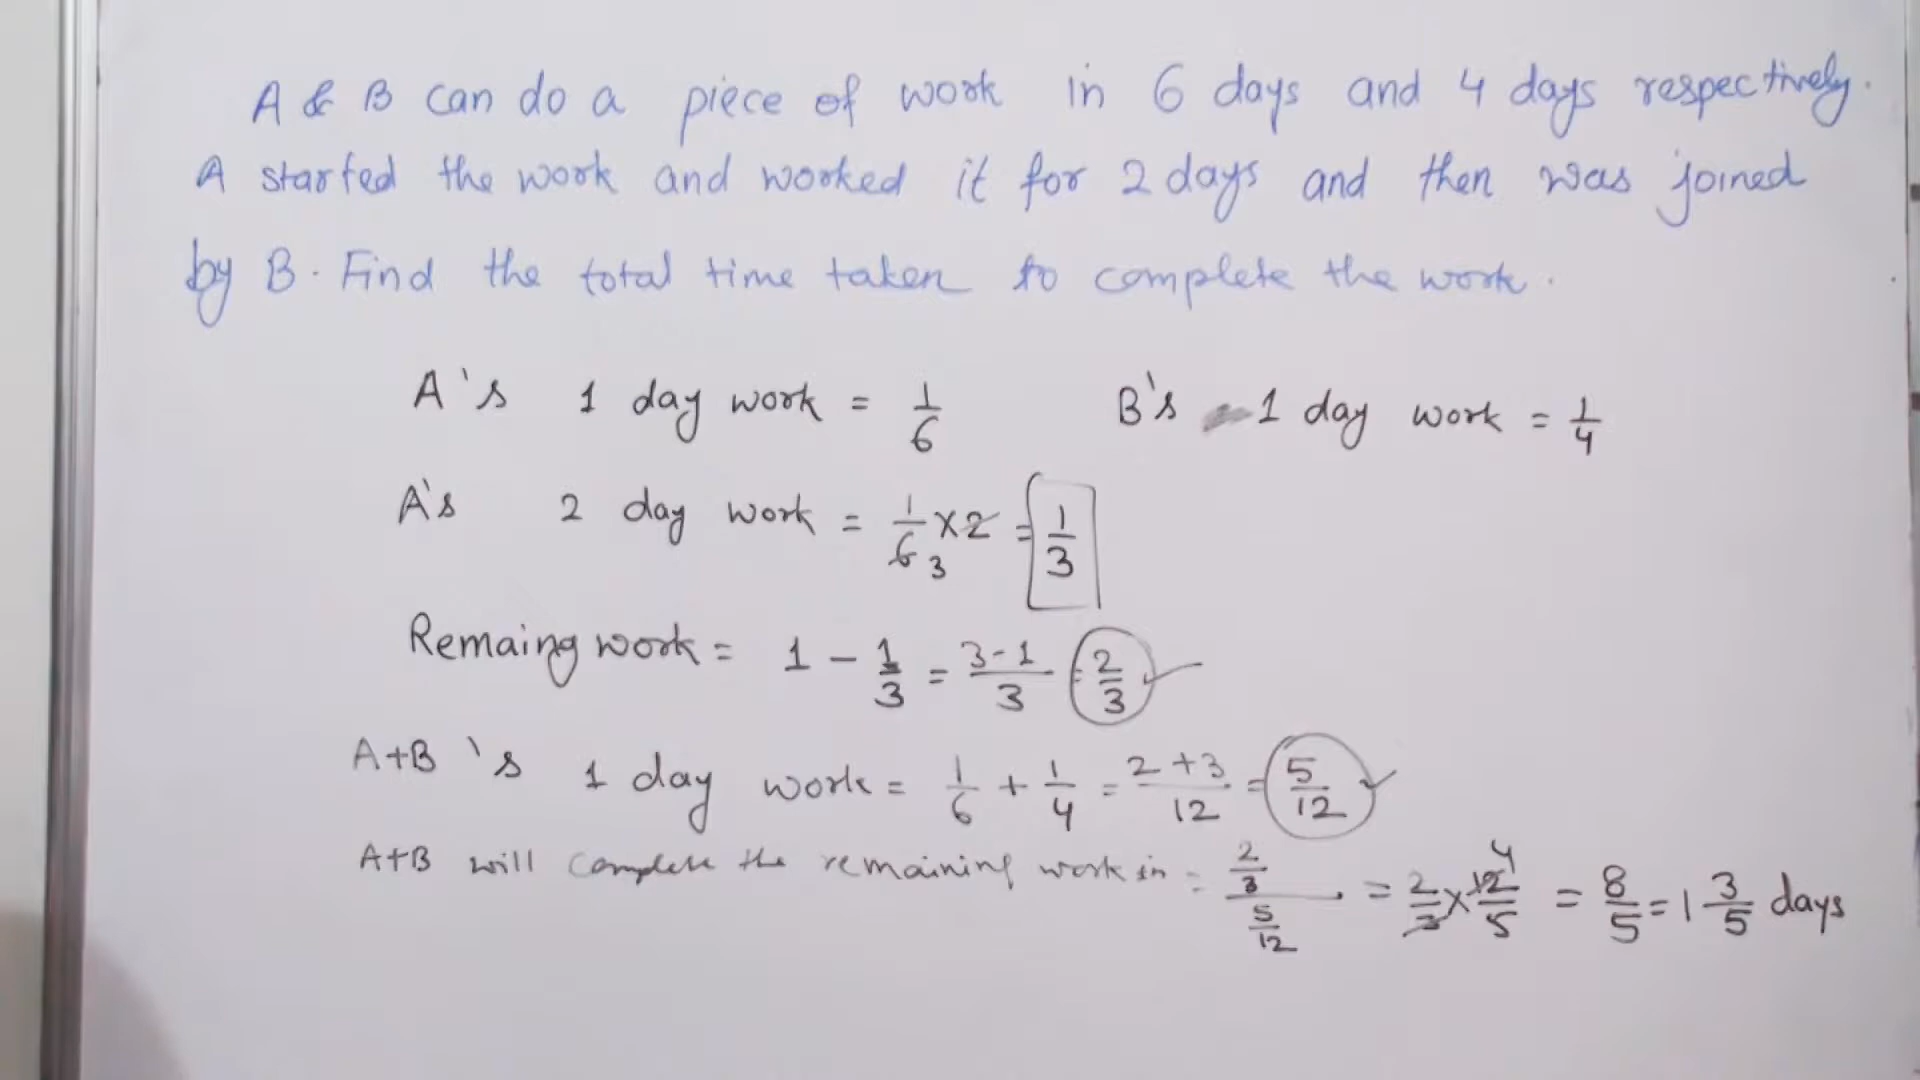 A & B can do a piece of work in 6 days and 4 days respectively.
A started the work and worked it for 2 days and then was joined
by B. Find the total time taken to complete the work.
A's 1 day work = 1/6 B's 1 day work = 1/4
A's 2 day work = 1/6 3 × 2 = 1/3
Remaing work = 1 - 1/3 = 3-1/3 = 2/3
A+B 's 1 day work = 1/6 + 1/4 = 2+3/12 = 5/12
A+B will complete the remaining work in = 2/3 / 5/12 = 2/3 × 12/5 4 = 8/5 = 1 3/5 days